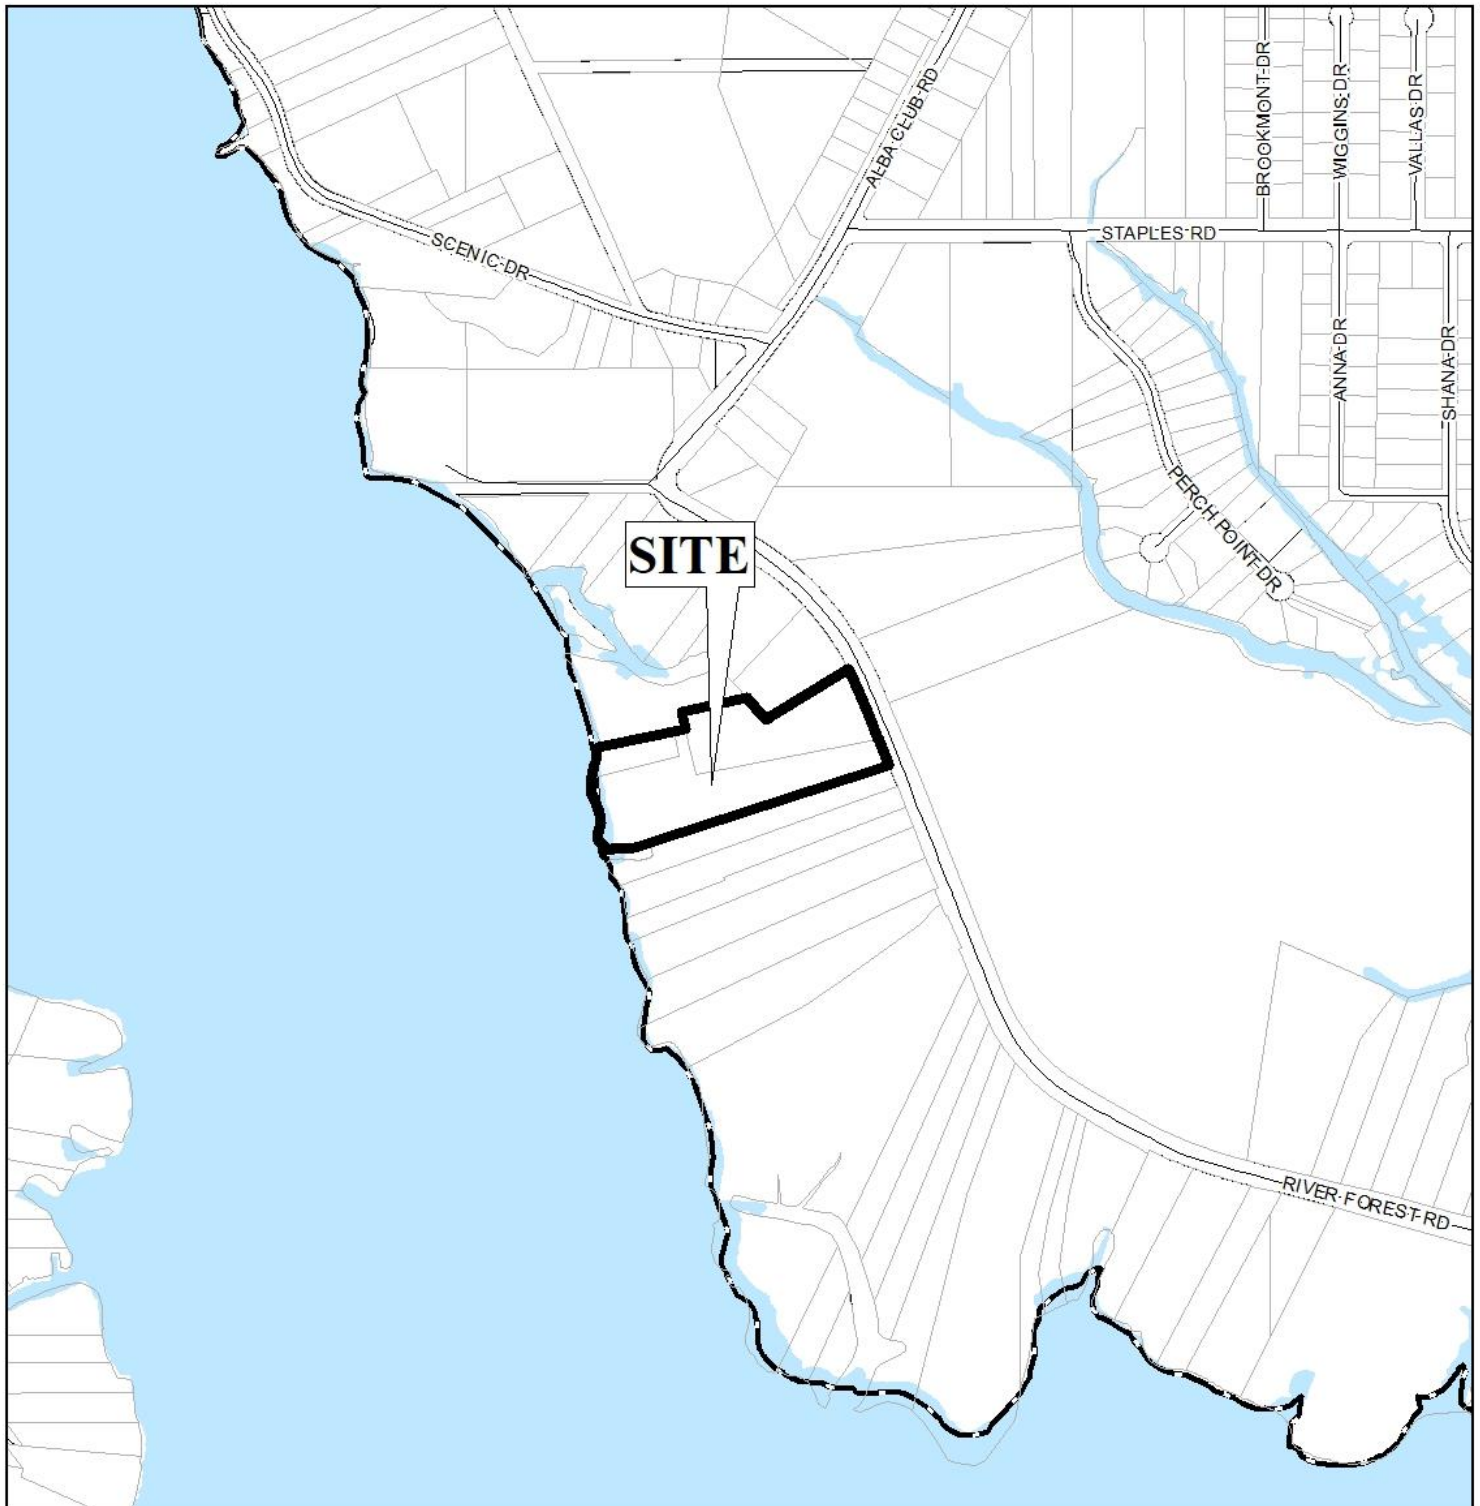 BROOKMONT DR
WIGGINS DR
VALLAS DR
ALBA CLUB RD
STAPLES RD
SCENIC DR
ANNA DR
SHANA DR
PERCH POINT DR
SITE
RIVER FOREST RD